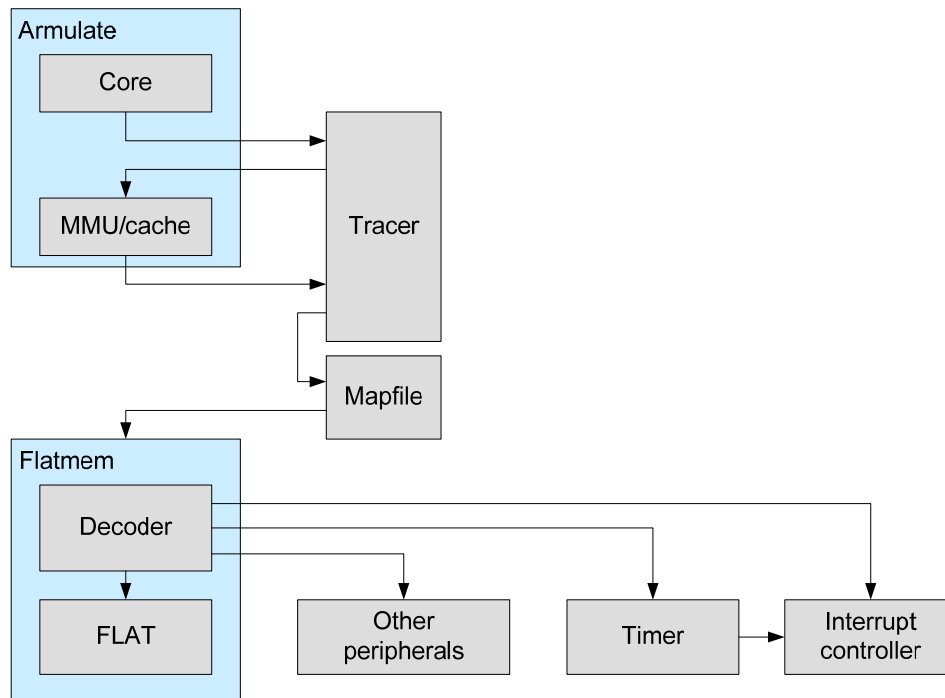 Armulate
Core
MMU/cache
Tracer
Mapfile
Flatmem
Decoder
FLAT
Other
peripherals
Timer
Interrupt
controller